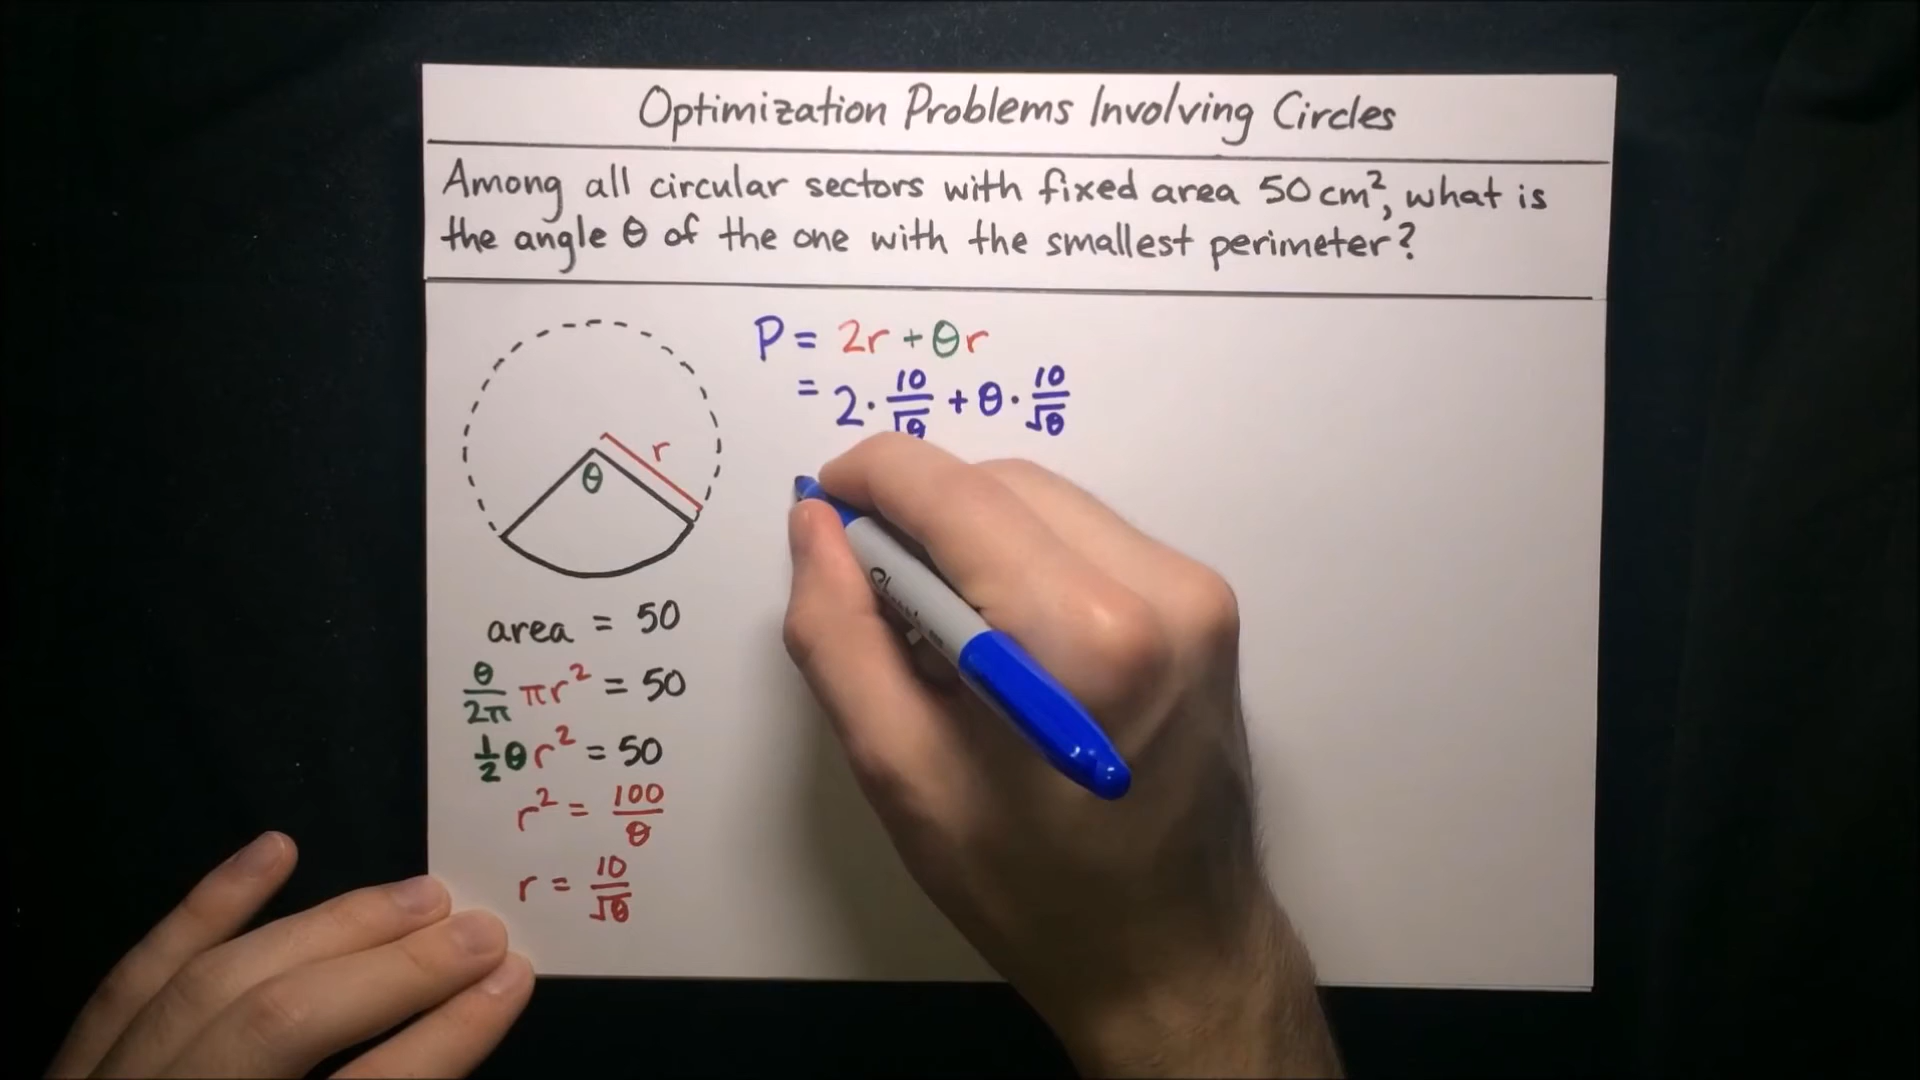 Optimization Problems Involving Circles
Among all circular sectors with fixed area 50 cm², what is
the angle θ of the one with the smallest perimeter?
P = 2r + θr
= 2 · 10/√θ + θ · 10/√θ
r
θ
area = 50
θ/2π πr² = 50
1/2 θr² = 50
r² = 100/θ
r = 10/√θ